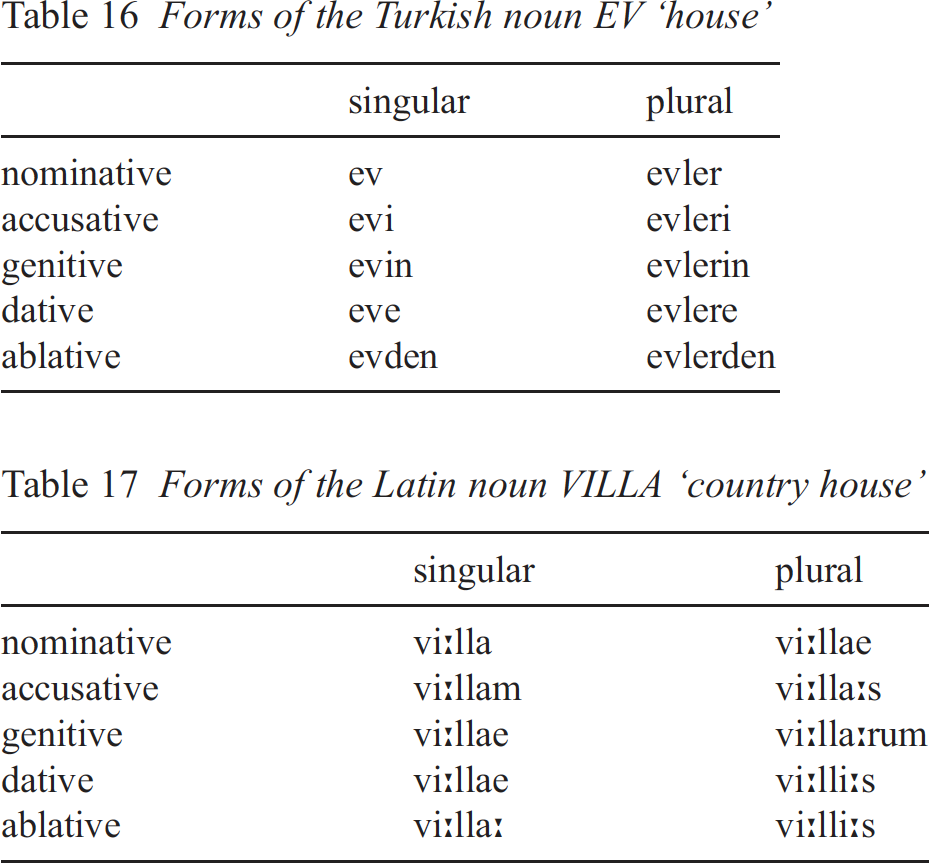 Table 16 Forms of the Turkish noun EV ‘house’
singular plural
nominative ev evler
accusative evi evleri
genitive evin evlerin
dative eve evlere
ablative evden evlerden
Table 17 Forms of the Latin noun VILLA ‘country house’
singular plural
nominative viːlla viːllae
accusative viːllam viːllaːs
genitive viːllae viːllaːrum
dative viːllae viːlliːs
ablative viːllaː viːlliːs